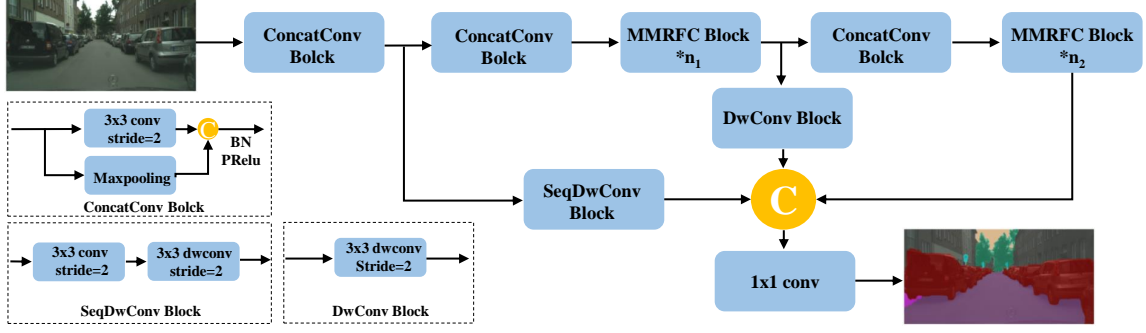 ConcatConv
Bolck
ConcatConv
Bolck
MMRFC Block
*n1
ConcatConv
Bolck
MMRFC Block
*n2
DwConv Block
SeqDwConv
Block
C
1x1 conv
3x3 conv
stride=2
C
BN
PRelu
Maxpooling
ConcatConv Bolck
3x3 conv
stride=2
3x3 dwconv
stride=2
SeqDwConv Block
3x3 dwconv
Stride=2
DwConv Block